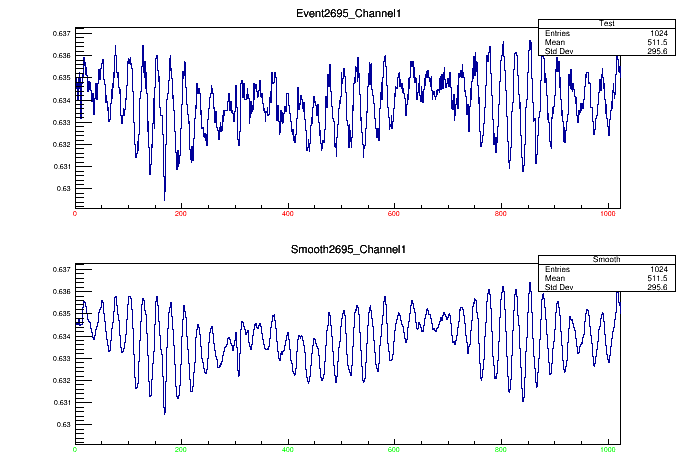 Event2695_Channel1
Test
Entries 1024
Mean 511.5
Std Dev 295.6
0.637
0.636
0.635
0.634
0.633
0.632
0.631
0.63
0 200 400 600 800 1000
Smooth2695_Channel1
Smooth
Entries 1024
Mean 511.5
Std Dev 295.6
0.637
0.636
0.635
0.634
0.633
0.632
0.631
0.63
0 200 400 600 800 1000